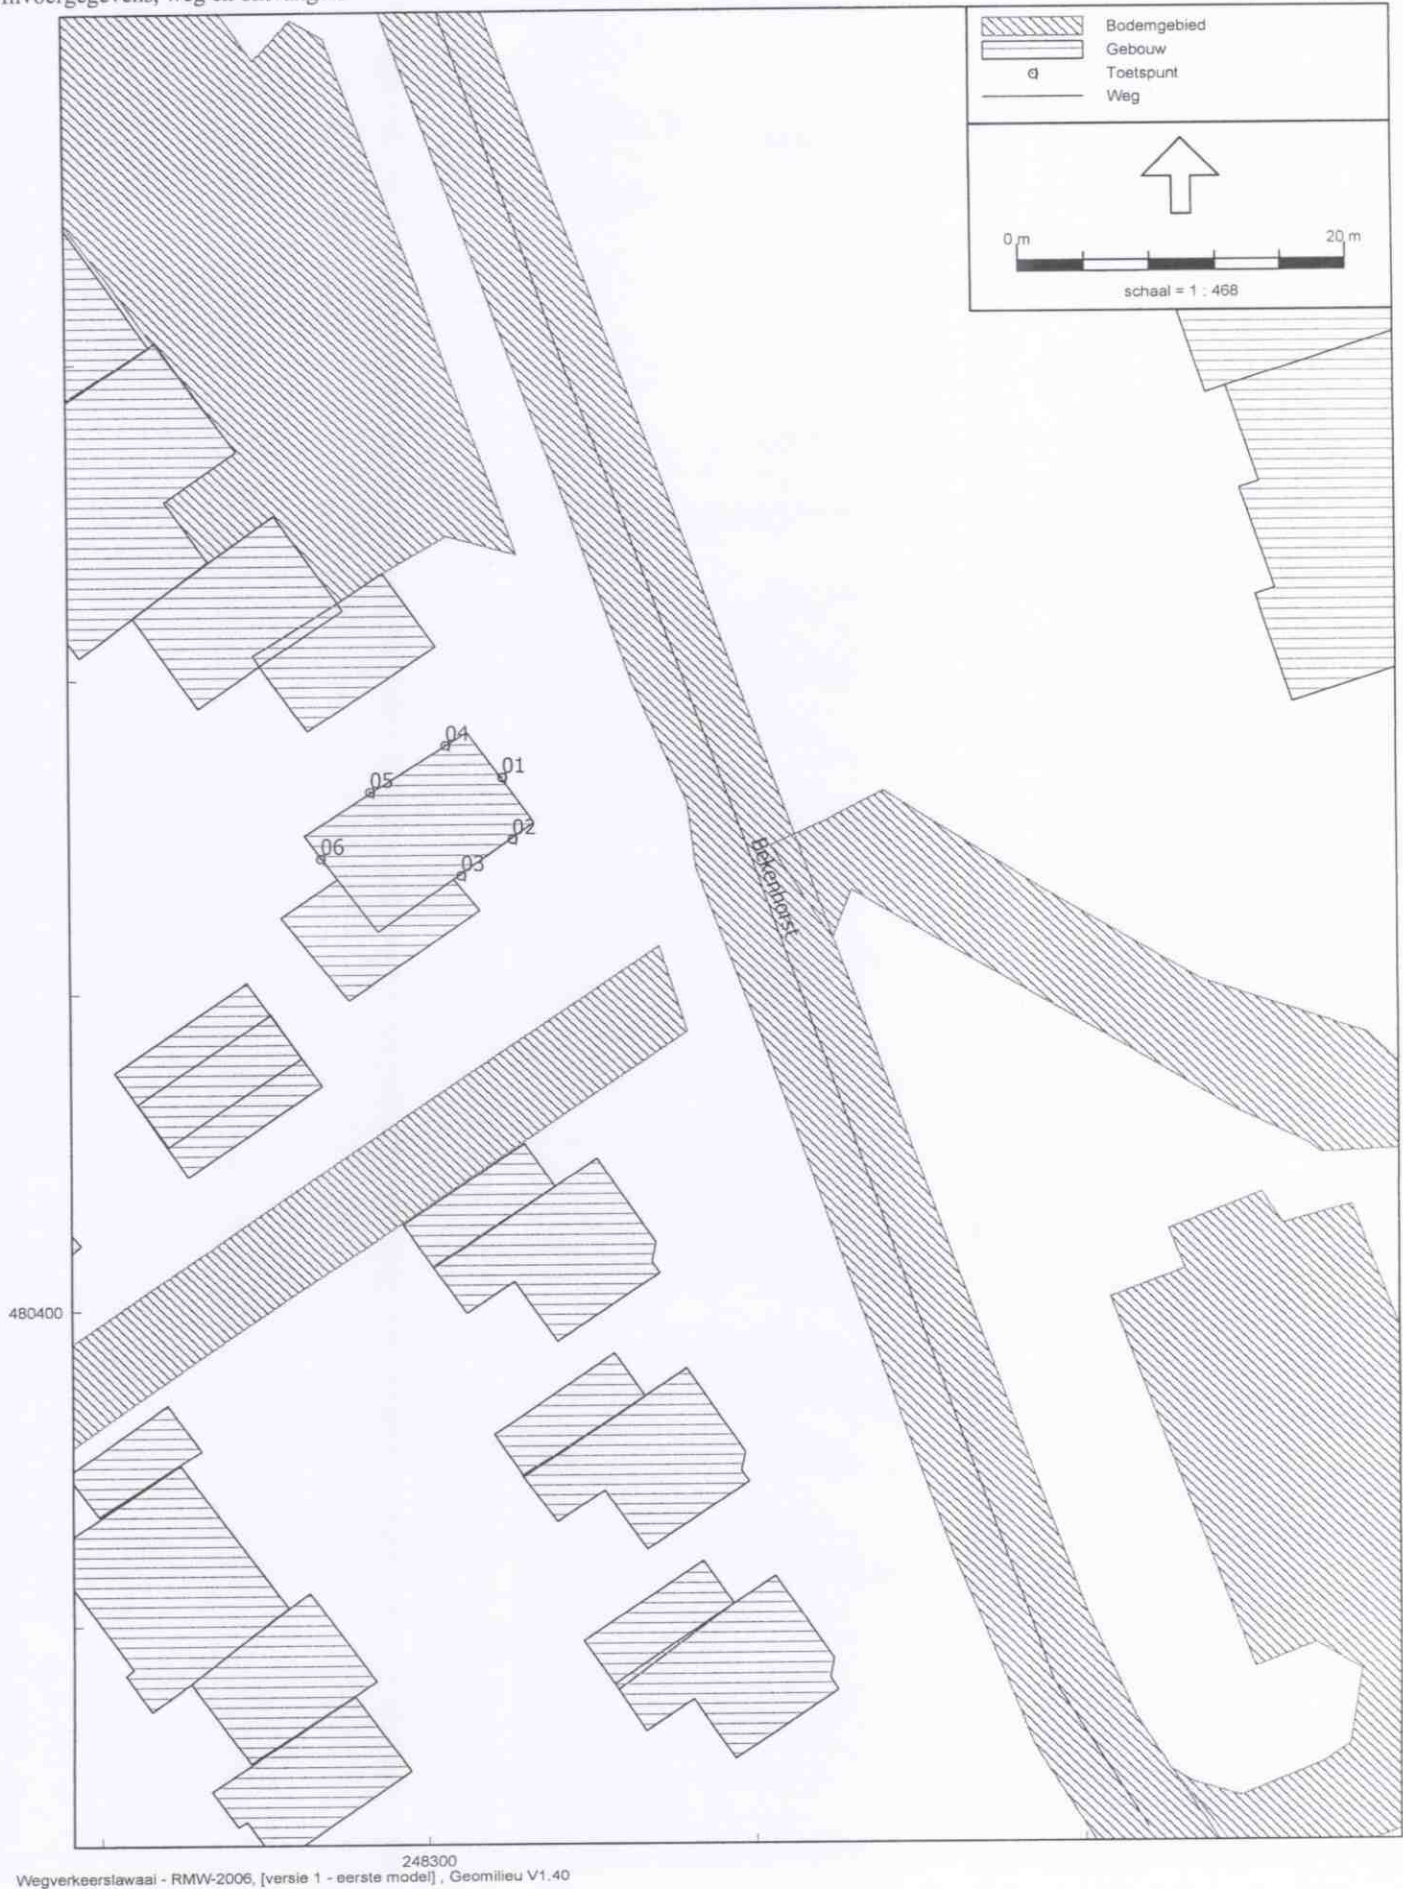 Bodemgebied
Gebouw
Toetspunt
Weg
0 m 20 m
schaal = 1 : 468
04
01
05
02
06
03
Bekenhorst
480400
248300
Wegverkeerslawaai - RMW-2006, [versie 1 - eerste model] , Geomilieu V1.40